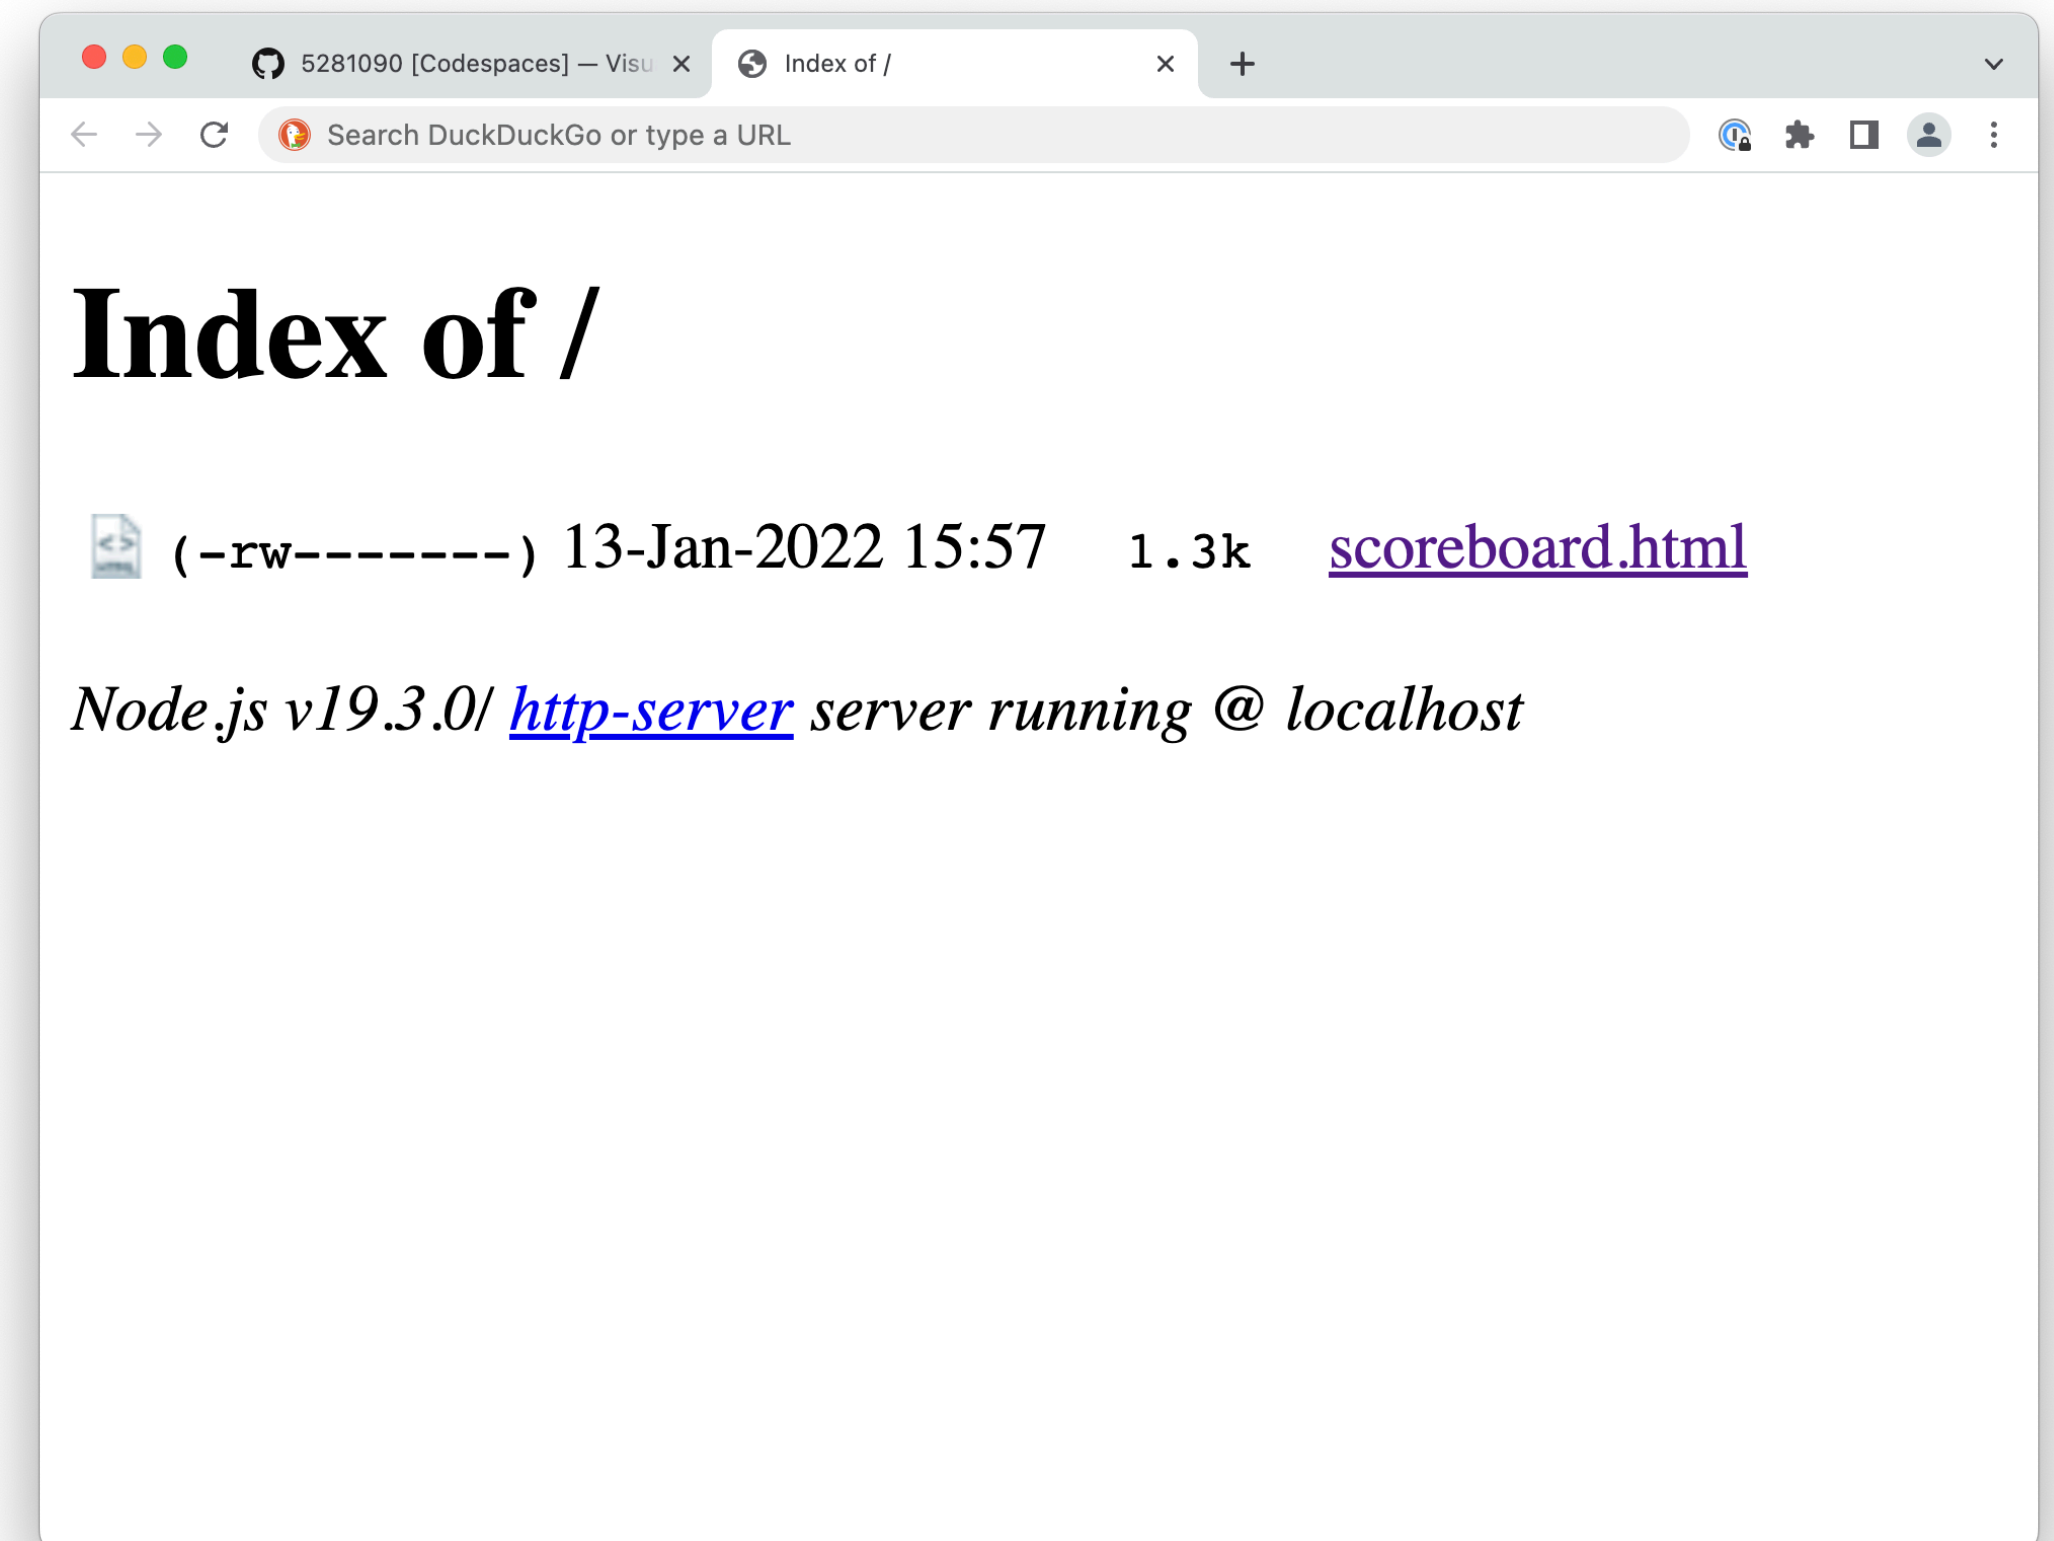 5281090 [Codespaces] — Visu
Index of /
Search DuckDuckGo or type a URL
Index of /
(-rw-------) 13-Jan-2022 15:57 1.3k scoreboard.html
Node.js v19.3.0/ http-server server running @ localhost